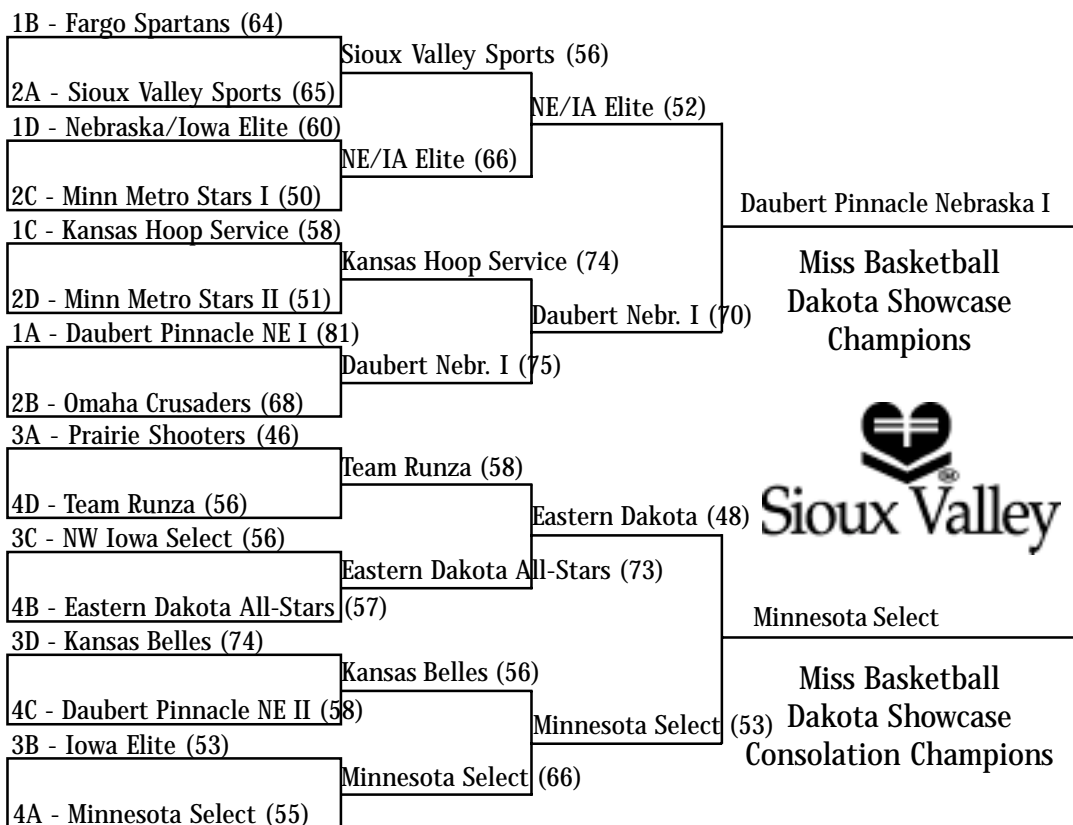 1B - Fargo Spartans (64)
Sioux Valley Sports (56)
2A - Sioux Valley Sports (65)
NE/IA Elite (52)
1D - Nebraska/Iowa Elite (60)
NE/IA Elite (66)
2C - Minn Metro Stars I (50)
Daubert Pinnacle Nebraska I
1C - Kansas Hoop Service (58)
Kansas Hoop Service (74)
Miss Basketball
Dakota Showcase
Champions
2D - Minn Metro Stars II (51)
Daubert Nebr. I (70)
1A - Daubert Pinnacle NE I (81)
Daubert Nebr. I (75)
2B - Omaha Crusaders (68)
3A - Prairie Shooters (46)
Team Runza (58)
4D - Team Runza (56)
Eastern Dakota (48)
Sioux Valley
3C - NW Iowa Select (56)
Eastern Dakota All-Stars (73)
4B - Eastern Dakota All-Stars (57)
Minnesota Select
3D - Kansas Belles (74)
Kansas Belles (56)
Miss Basketball
Dakota Showcase
Consolation Champions
4C - Daubert Pinnacle NE II (58)
Minnesota Select (53)
3B - Iowa Elite (53)
Minnesota Select (66)
4A - Minnesota Select (55)